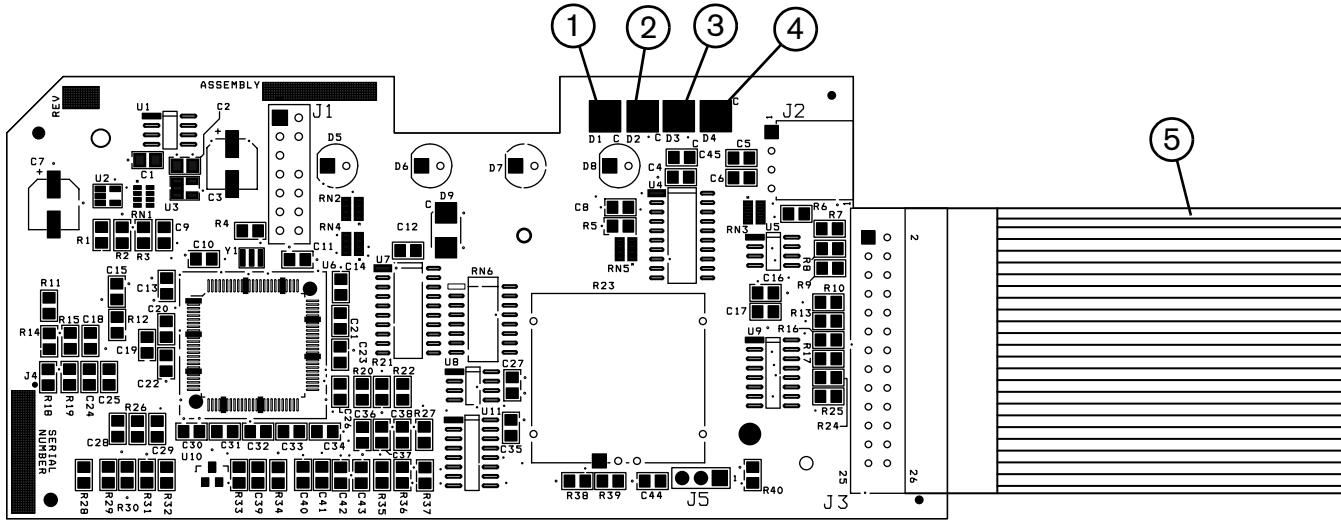 1 2 3 4
ASSEMBLY
REV
U1 C2 J1
D1 C D2 C D3 D4 C
J2
1
5
C7 + + D5 D6 D7 D8
C C45 C5
C4 C6
C1 U2 U3 C3 RN1
RN2 D9 C U4
R4 RN4 C8 R5 RN3 U5 R6 R7
R1 R2 R3 C9
C10 Y1 C11 C12 RN5 R8
2
U6 C14 U7 RN6 R23 R9
R11 C15 C13 C16 R10
C20 C21 C17 R13
R14 R15 C18 R12 C19 C23 U9 R16 R17
J4 C22 R21 R20 R22 U8 C27
R18 R19 C24 C25 C26 R25 R24
R26 C36 C38 R27 U11
C28 C29 C30 C31 C32 C33 C34 C37 C35
SERIAL
NUMBER
U10
R28 R29 R30 R31 R32 R33 C39 R34 C40 C41 C42 C43 R35 R36 R37 R38 R39 C44 J5 1 R40 J3
25 26